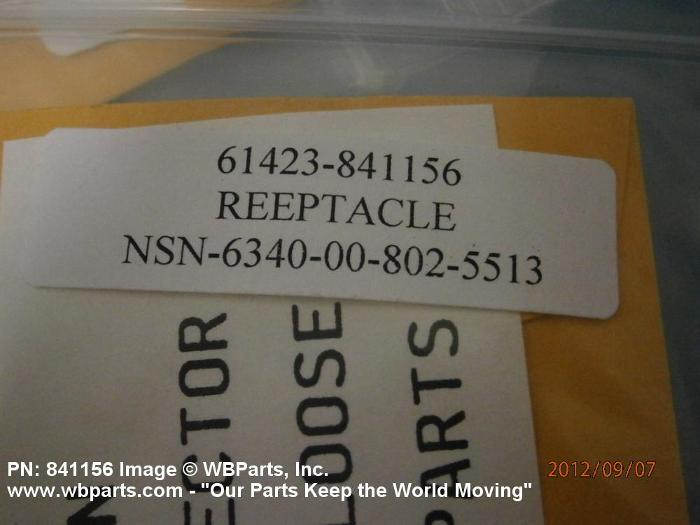 61423-841156
REEPTACLE
NSN-6340-00-802-5513
LOOSE
PARTS
PN: 841156 Image © WBParts, Inc.
www.wbparts.com - "Our Parts Keep the World Moving"
2012/09/07